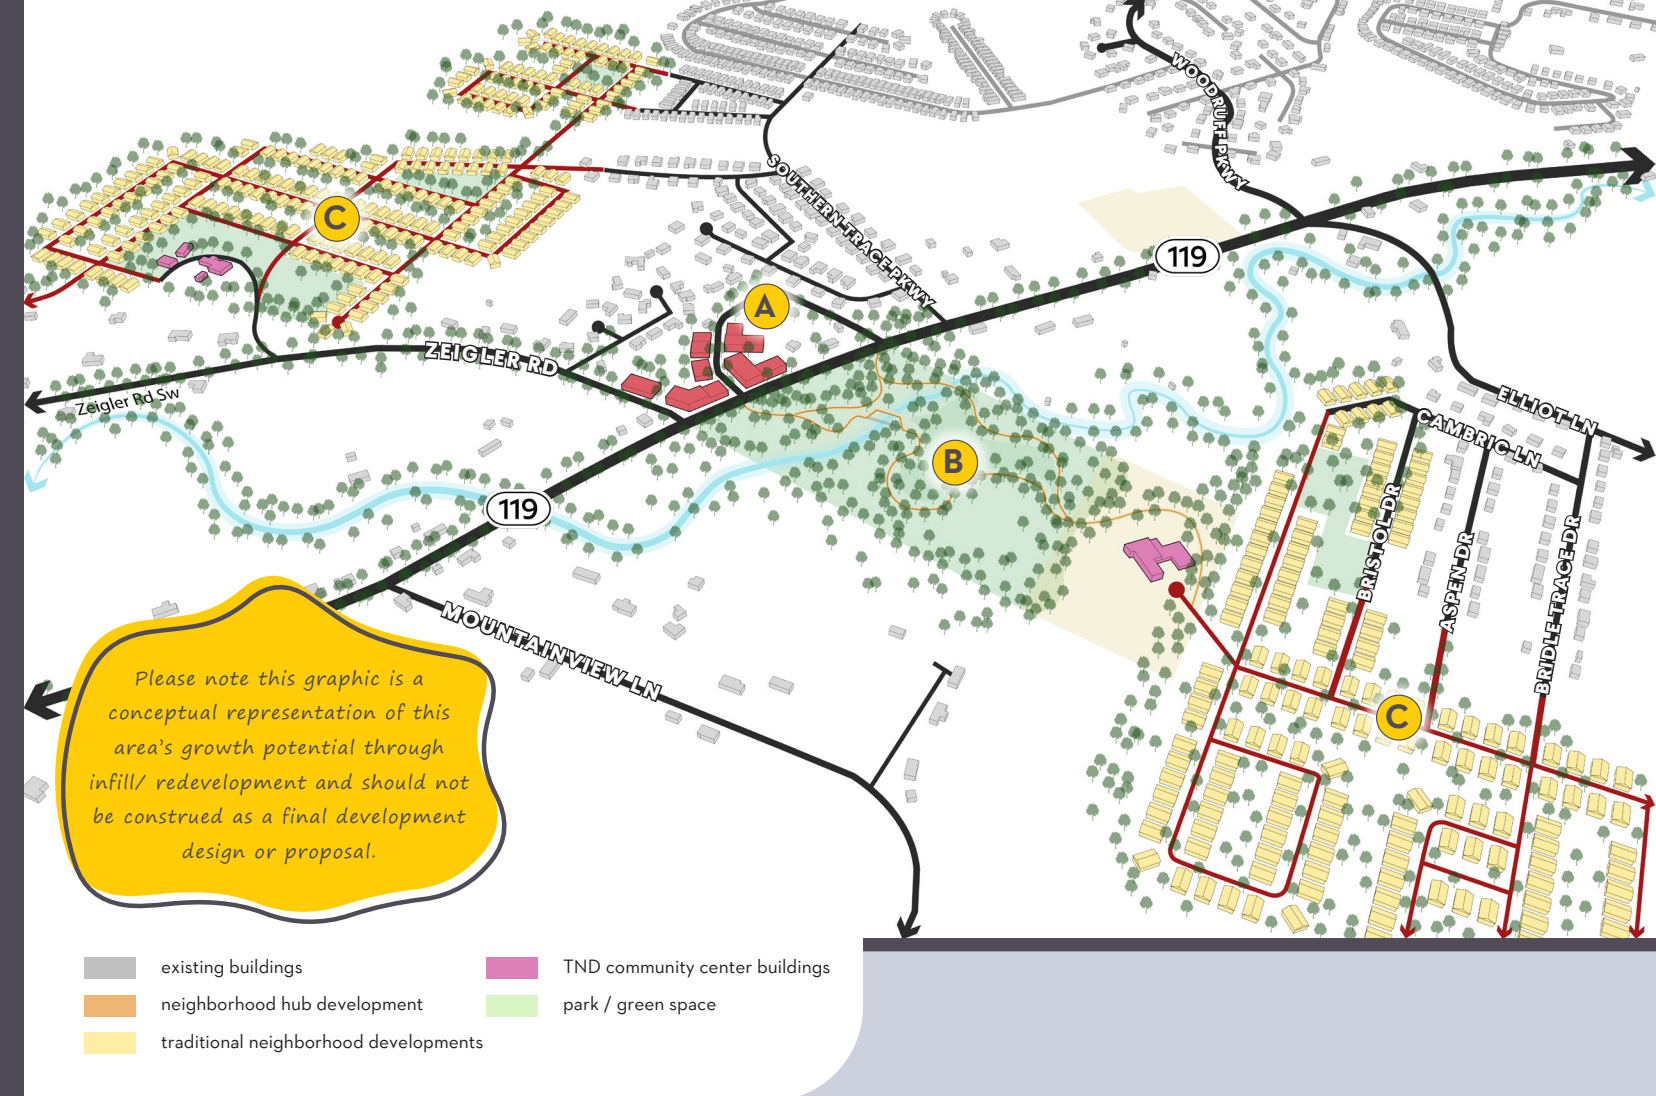 WOODRUFF PKWY
SOUTHERN TRACE PKWY
C
119
A
ZEIGLER RD
Zeigler Rd Sw
ELLIOT LN
CAMBRIC LN
B
119
BRISTOL DR
ASPEN DR
BRIDLE TRACE DR
MOUNTAINVIEW LN
C
Please note this graphic is a
conceptual representation of this
area's growth potential through
infill/ redevelopment and should not
be construed as a final development
design or proposal.
existing buildings
neighborhood hub development
traditional neighborhood developments
TND community center buildings
park / green space